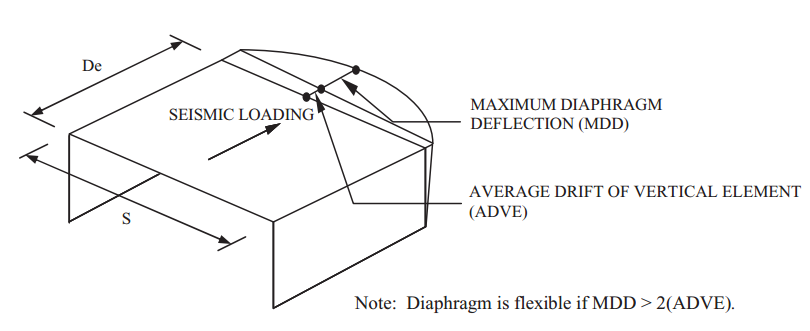 De
SEISMIC LOADING
MAXIMUM DIAPHRAGM
DEFLECTION (MDD)
AVERAGE DRIFT OF VERTICAL ELEMENT
(ADVE)
S
Note: Diaphragm is flexible if MDD > 2(ADVE).